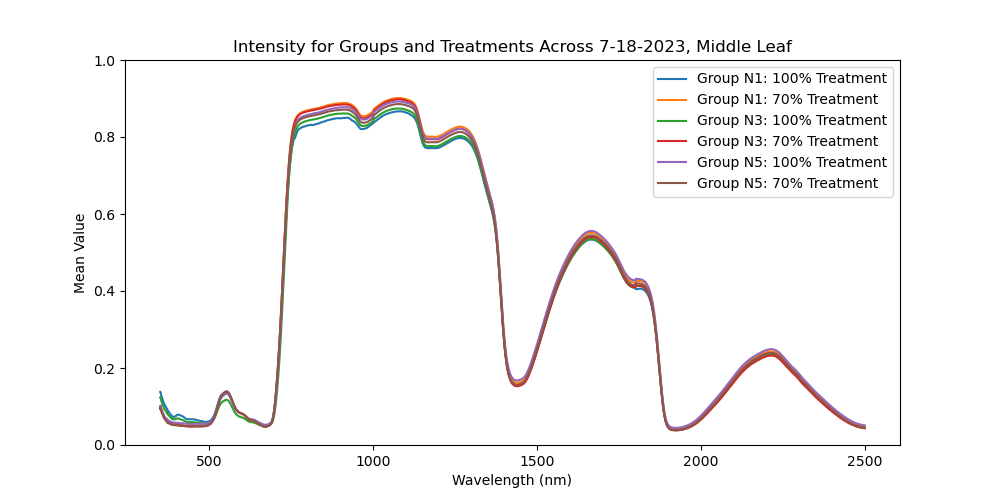 Intensity for Groups and Treatments Across 7-18-2023, Middle Leaf
1.0
0.8
0.6
0.4
0.2
0.0
Mean Value
Group N1: 100% Treatment
Group N1: 70% Treatment
Group N3: 100% Treatment
Group N3: 70% Treatment
Group N5: 100% Treatment
Group N5: 70% Treatment
500 1000 1500 2000 2500
Wavelength (nm)